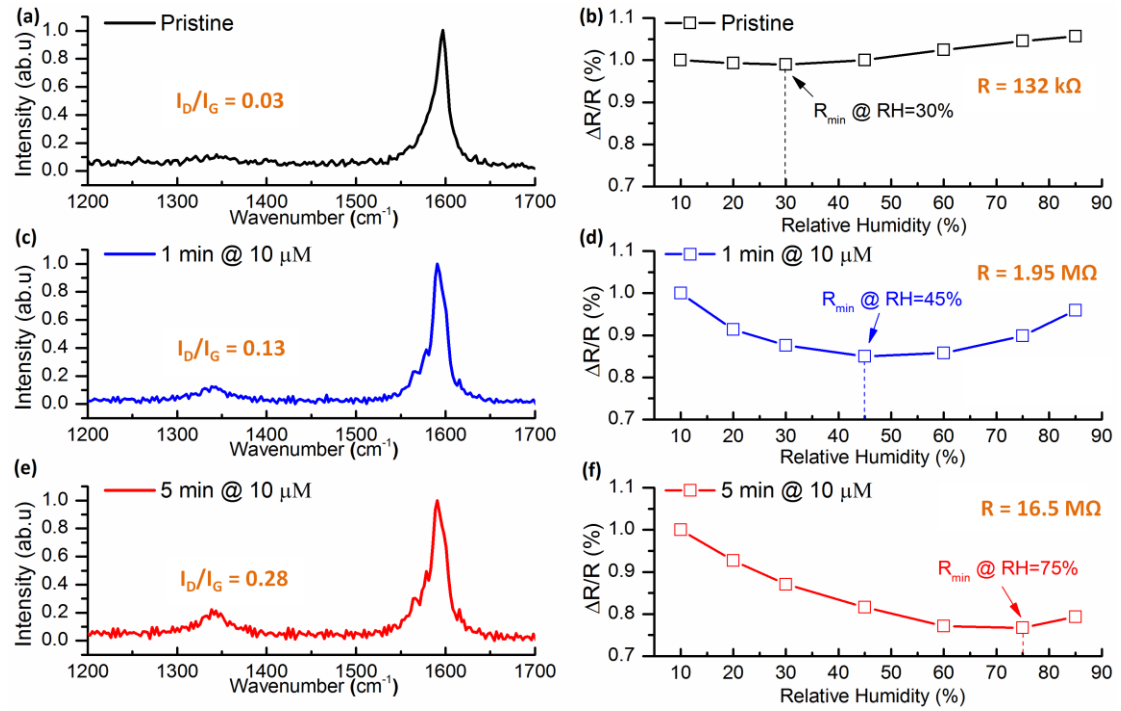 (a)
Pristine
I_D/I_G = 0.03
Intensity (ab.u)
1.0
0.8
0.6
0.4
0.2
0.0
1200 1300 1400 1500 1600 1700
Wavenumber (cm⁻¹)
(b)
Pristine
R = 132 kΩ
R_min @ RH=30%
ΔR/R (%)
1.1
1.0
0.9
0.8
0.7
10 20 30 40 50 60 70 80 90
Relative Humidity (%)
(c)
1 min @ 10 μM
I_D/I_G = 0.13
Intensity (ab.u)
1.0
0.8
0.6
0.4
0.2
0.0
1200 1300 1400 1500 1600 1700
Wavenumber (cm⁻¹)
(d)
1 min @ 10 μM
R = 1.95 MΩ
R_min @ RH=45%
ΔR/R (%)
1.1
1.0
0.9
0.8
0.7
10 20 30 40 50 60 70 80 90
Relative Humidity (%)
(e)
5 min @ 10 μM
I_D/I_G = 0.28
Intensity (ab.u)
1.0
0.8
0.6
0.4
0.2
0.0
1200 1300 1400 1500 1600 1700
Wavenumber (cm⁻¹)
(f)
5 min @ 10 μM
R = 16.5 MΩ
R_min @ RH=75%
ΔR/R (%)
1.1
1.0
0.9
0.8
0.7
10 20 30 40 50 60 70 80 90
Relative Humidity (%)